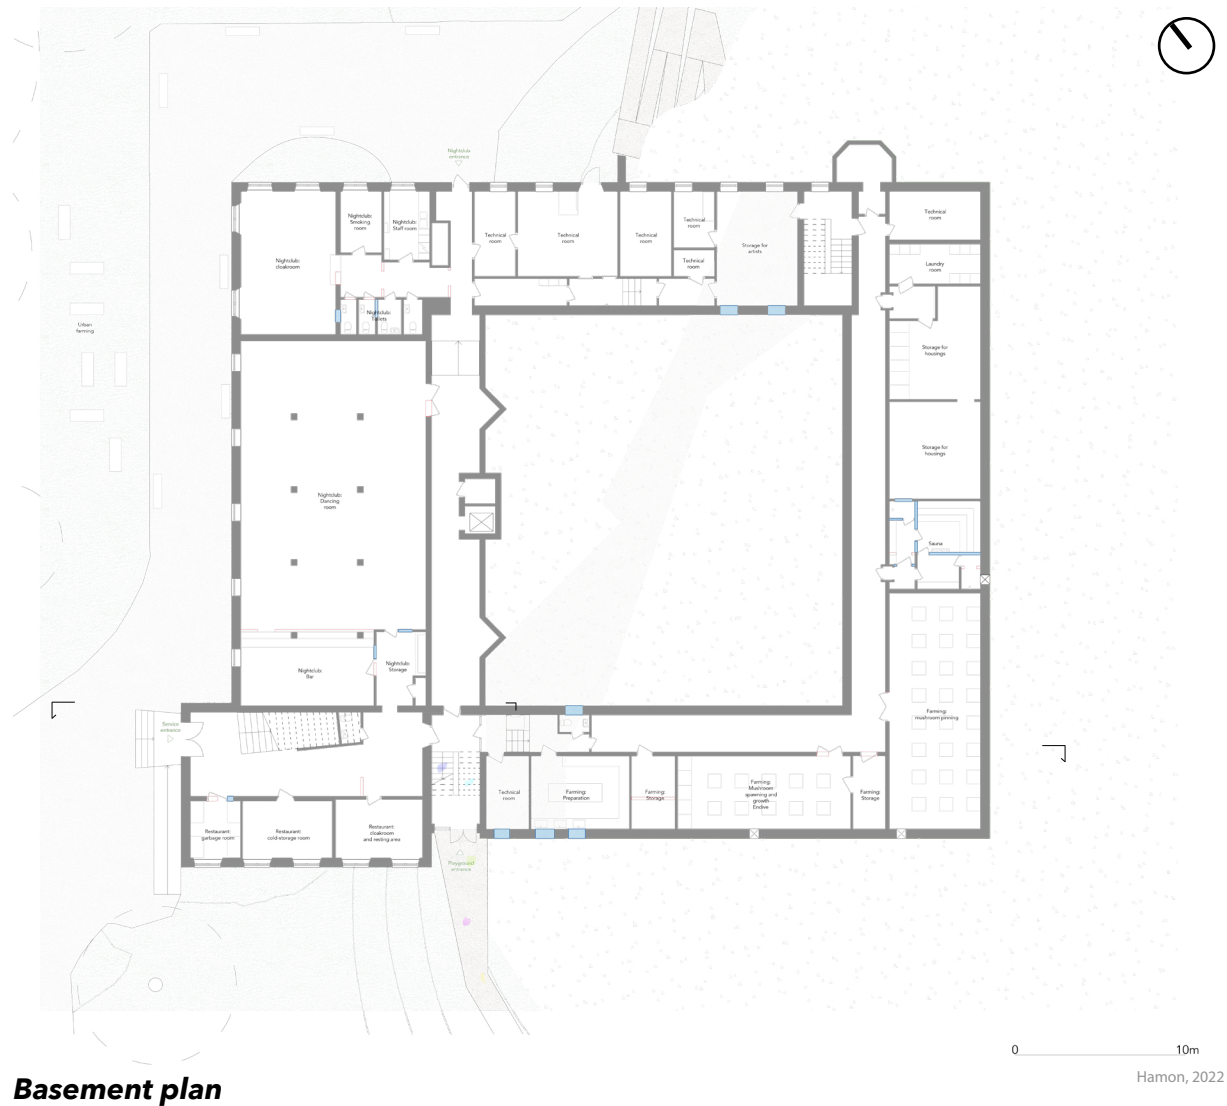 Nightclub
entrance
Nightclub:
Smoking
room
Nightclub:
Staff room
Nightclub:
cloakroom
Technical
room
Technical
room
Technical
room
Technical
room
Technical
room
Storage for
artists
Technical
room
Laundry
room
Nightclub:
Toilets
Urban
farming
Storage for
housings
Storage for
housings
Nightclub:
Dancing
room
Sauna
Nightclub:
Bar
Nightclub:
Storage
Farming:
mushroom pinning
Service
entrance
Technical
room
Farming:
Preparation
Farming:
Storage
Farming:
Mushroom
spawning and
growth
Endive
Farming:
Storage
Restaurant:
garbage room
Restaurant:
cold-storage room
Restaurant:
cloakroom
and resting area
Playground
entrance
0 10m
Hamon, 2022
Basement plan